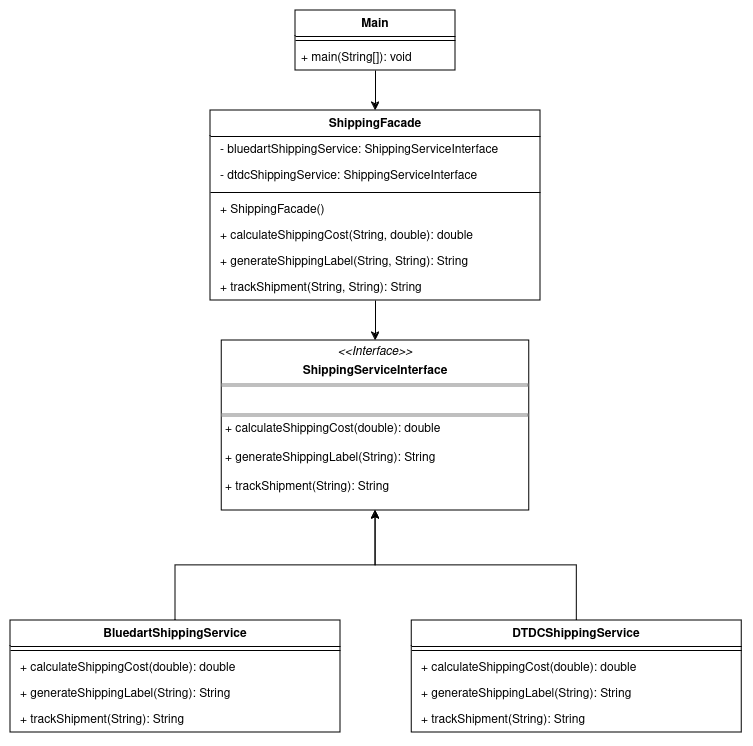 Main
+ main(String[]): void
ShippingFacade
- bluedartShippingService: ShippingServiceInterface
- dtdcShippingService: ShippingServiceInterface
+ ShippingFacade()
+ calculateShippingCost(String, double): double
+ generateShippingLabel(String, String): String
+ trackShipment(String, String): String
<<Interface>>
ShippingServiceInterface
+ calculateShippingCost(double): double
+ generateShippingLabel(String): String
+ trackShipment(String): String
BluedartShippingService
+ calculateShippingCost(double): double
+ generateShippingLabel(String): String
+ trackShipment(String): String
DTDCShippingService
+ calculateShippingCost(double): double
+ generateShippingLabel(String): String
+ trackShipment(String): String